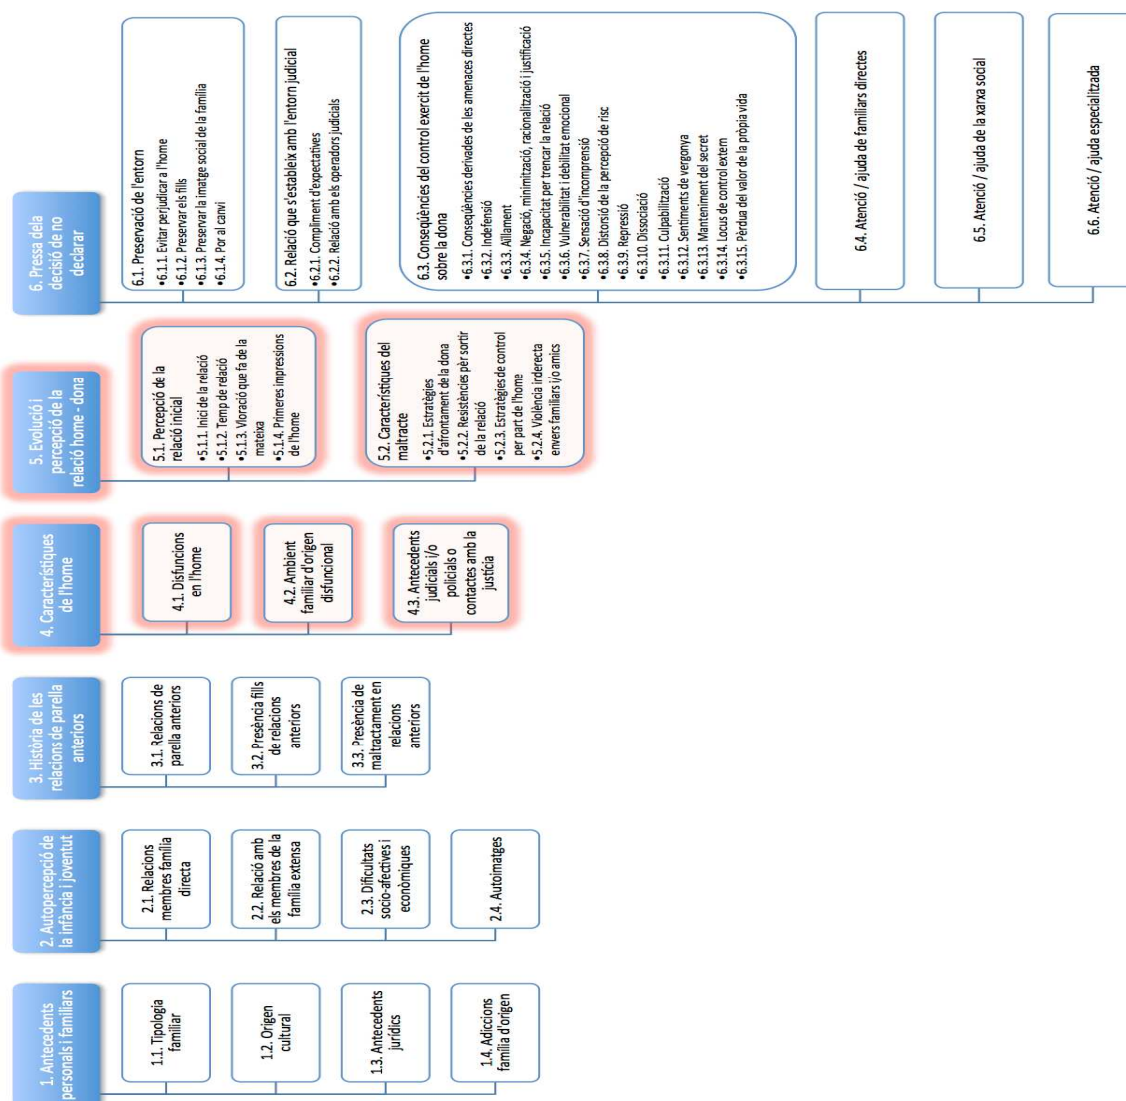 1. Antecedents
personals i familiars
1.1. Tipologia
familiar
1.2. Origen
cultural
1.3. Antecedents
jurídics
1.4. Adiccions
família d'origen
2. Autopercepció de
la infància i joventut
2.1. Relacions
membres família
directa
2.2. Relació amb
els membres de la
família extensa
2.3. Dificultats
socio-afectives i
econòmiques
2.4. Autoimatges
3. Història de les
relacions de parella
anteriors
3.1. Relacions de
parella anteriors
3.2. Presència fills
de relacions
anteriors
3.3. Presència de
maltractament en
relacions
anteriors
4. Característiques
de l'home
4.1. Disfuncions
en l'home
4.2. Ambient
familiar d'origen
disfuncional
4.3. Antecedents
judicials i/o
policials o
contactes amb la
justícia
5. Evolució i
percepció de la
relació home - dona
5.1. Percepció de la
relació inicial
•5.1.1. Inici de la relació
•5.1.2. Temp de relació
•5.1.3. Vloració que fa de la
mateixa
•5.1.4. Primeres impressions
de l'home
5.2. Característiques del
maltracte
•5.2.1. Estratègies
d'afrontament de la dona
•5.2.2. Resistències pèr sortir
de la relació
•5.2.3. Estratègies de control
per part de l'home
•5.2.4. Violència inderecta
envers familiars i/o amics
6. Pressa dela
decisió de no
declarar
6.1. Preservació de l'entorn
•6.1.1. Evitar perjudicar a l'home
•6.1.2. Preservar els fills
•6.1.3. Preservar la imatge social de la família
•6.1.4. Por al canvi
6.2. Relació que s'estableix amb l'entorn judicial
•6.2.1. Compliment d'expectatives
•6.2.2. Relació amb els operadors judicials
6.3. Conseqüències del control exercit de l'home
sobre la dona
•6.3.1. Conseqüències derivades de les amenaces directes
•6.3.2. Indefensió
•6.3.3. Alïlament
•6.3.4. Negació, minimització, racionalització i justificació
•6.3.5. Incapacitat per trencar la relació
•6.3.6. Vulnerabilitat i debilitat emocional
•6.3.7. Sensació d'incomprensió
•6.3.8. Distorsió de la percepció de risc
•6.3.9. Repressió
•6.3.10. Dissociació
•6.3.11. Culpabilització
•6.3.12. Sentiments de vergonya
•6.3.13. Manteniment del secret
•6.3.14. Locus de control extern
•6.3.15. Pèrdua del valor de la pròpia vida
6.4. Atenció / ajuda de familiars directes
6.5. Atenció / ajuda de la xarxa social
6.6. Atenció / ajuda especialitzada